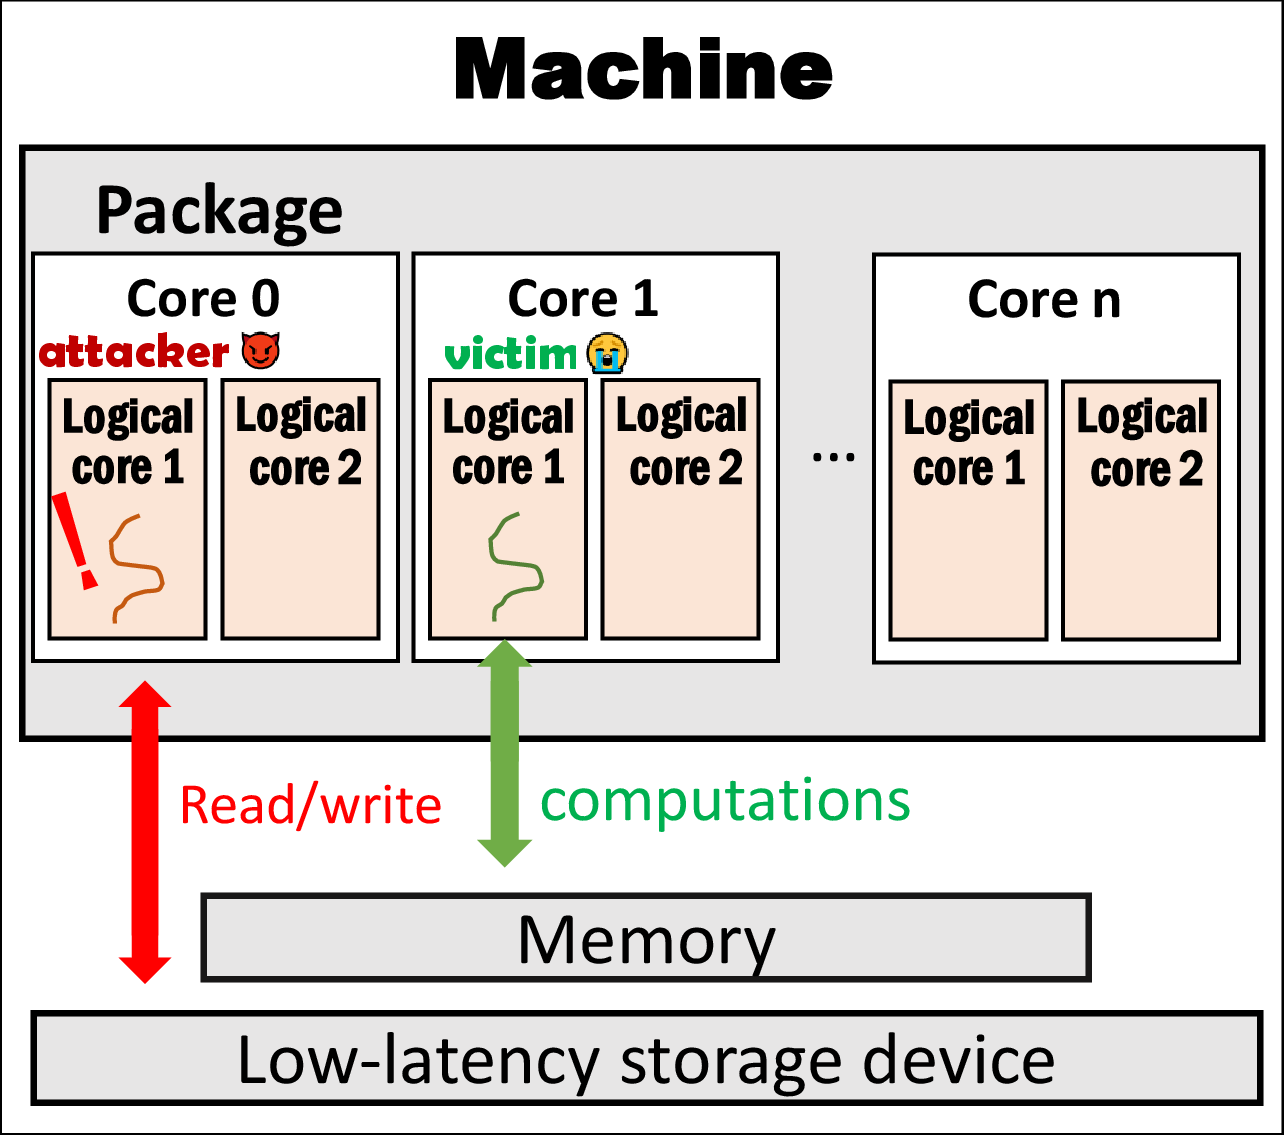 Machine
Package
Core 0
attacker 😈
Logical
core 1
!
Logical
core 2
Core 1
victim 😭
Logical
core 1
Logical
core 2
...
Core n
Logical
core 1
Logical
core 2
Read/write
computations
Memory
Low-latency storage device